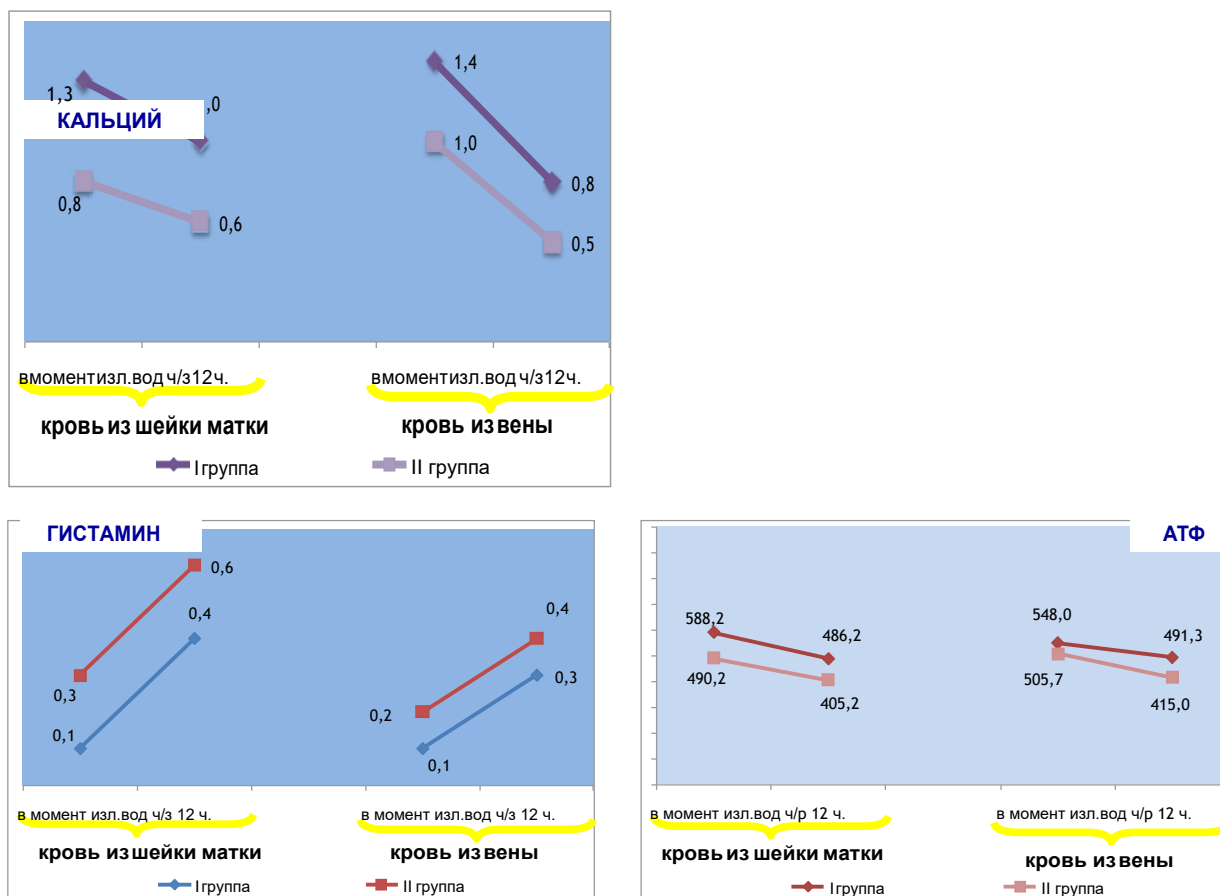 1,4
1,3
,0
КАЛЬЦИЙ
1,0
0,8
0,8
0,6
0,5
вмоментизл.вод ч/з12ч.
вмоментизл.вод ч/з12ч.
кровь из шейки матки
кровь из вены
I группа
II группа
ГИСТАМИН
0,6
0,4
0,4
0,3
0,3
0,2
0,1
0,1
в момент изл.вод ч/з 12 ч.
в момент изл.вод ч/з 12 ч.
кровь из шейки матки
кровь из вены
I группа
II группа
АТФ
588,2
548,0
486,2
491,3
490,2
505,7
405,2
415,0
в момент изл.вод ч/р 12 ч.
в момент изл.вод ч/р 12 ч.
кровь из шейки матки
кровь из вены
I группа
II группа